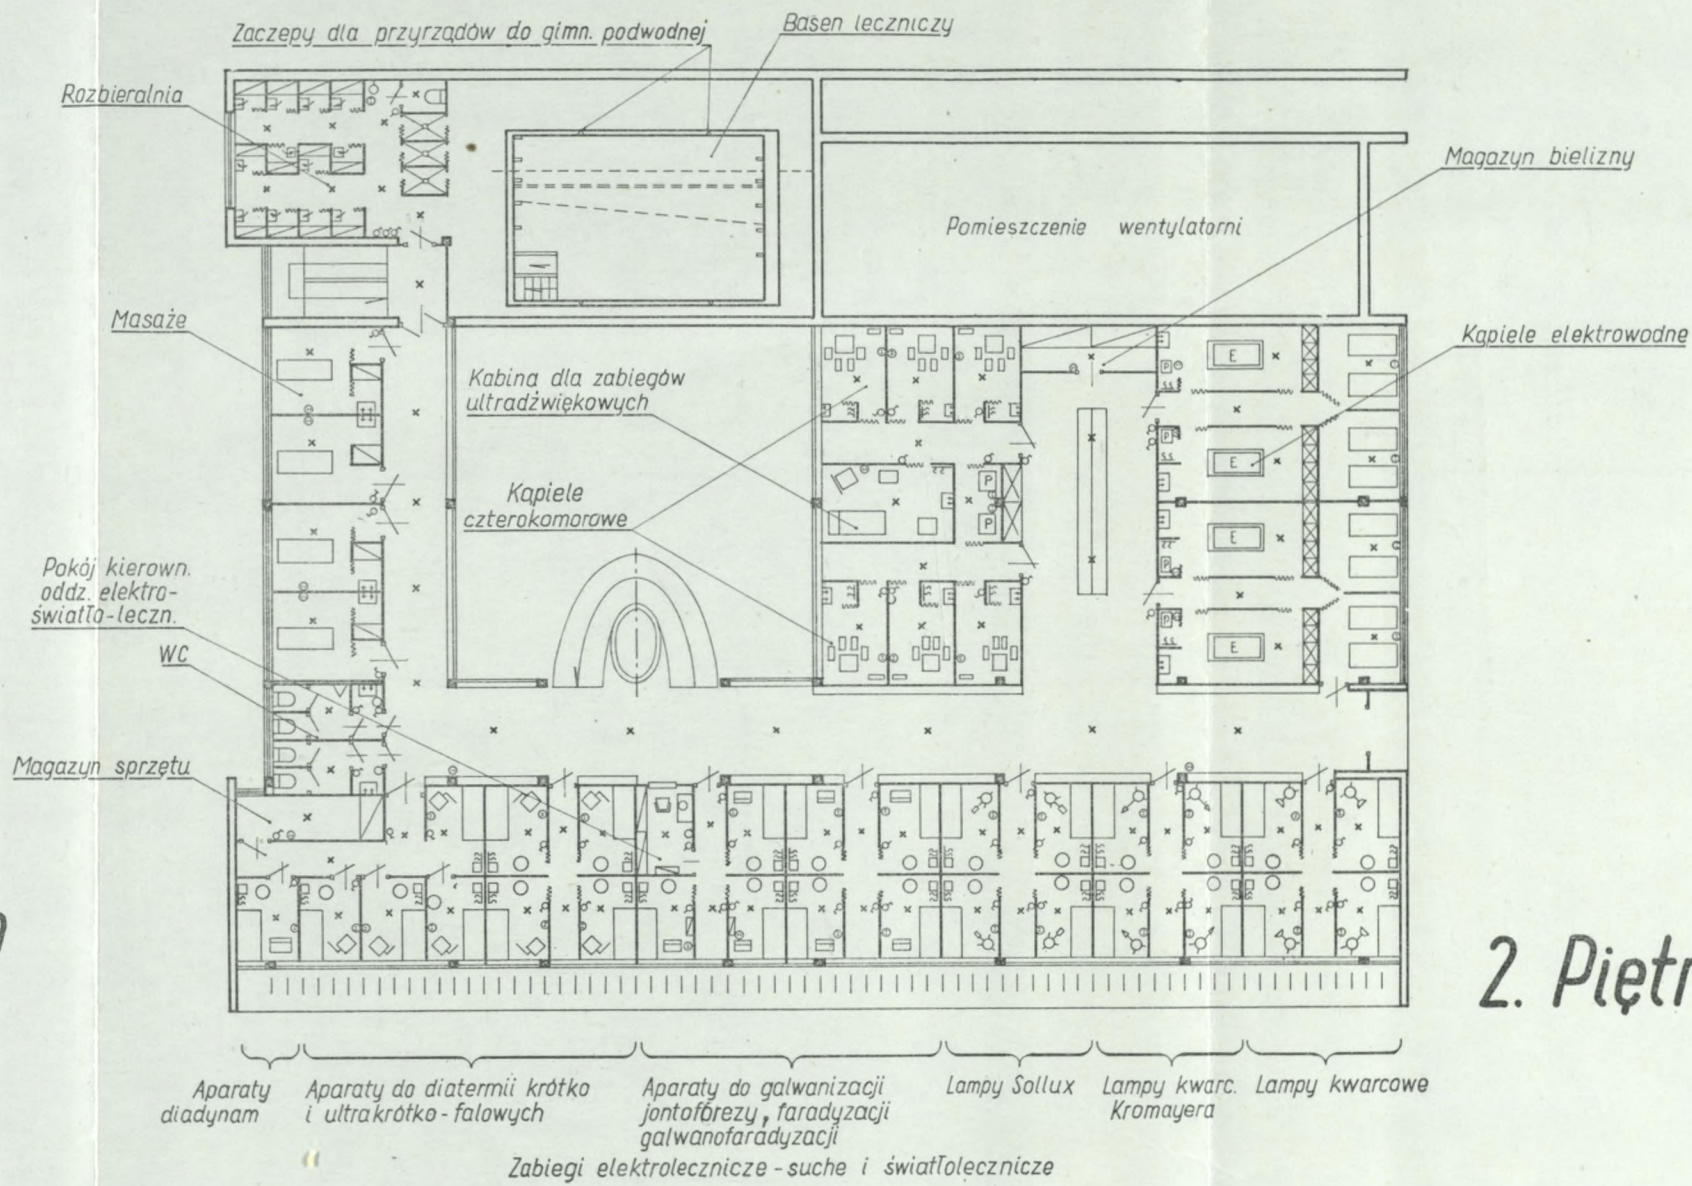 Zaczepy dla przyrządów do gimn. podwodnej
Basen leczniczy
Rozbieralnia
Magazyn bielizny
Pomieszczenie wentylatorni
Masaże
Kąpiele elektrowodne
Kabina dla zabiegów
ultradźwiękowych
Kąpiele
czterokomorowe
E
E
E
E
P
P
P
P
P
P
Pokój kierown.
oddz. elektro-
światło-leczn.
WC
Magazyn sprzętu
2. Piętr
Aparaty
diadynam
Aparaty do diatermii krótko
i ultrakrótko-falowych
Aparaty do galwanizacji
jontoforezy, faradyzacji
galwanofaradyzacji
Lampy Sollux
Lampy kwarc.
Kromayera
Lampy kwarcowe
Zabiegi elektrolecznicze - suche i światłolecznicze